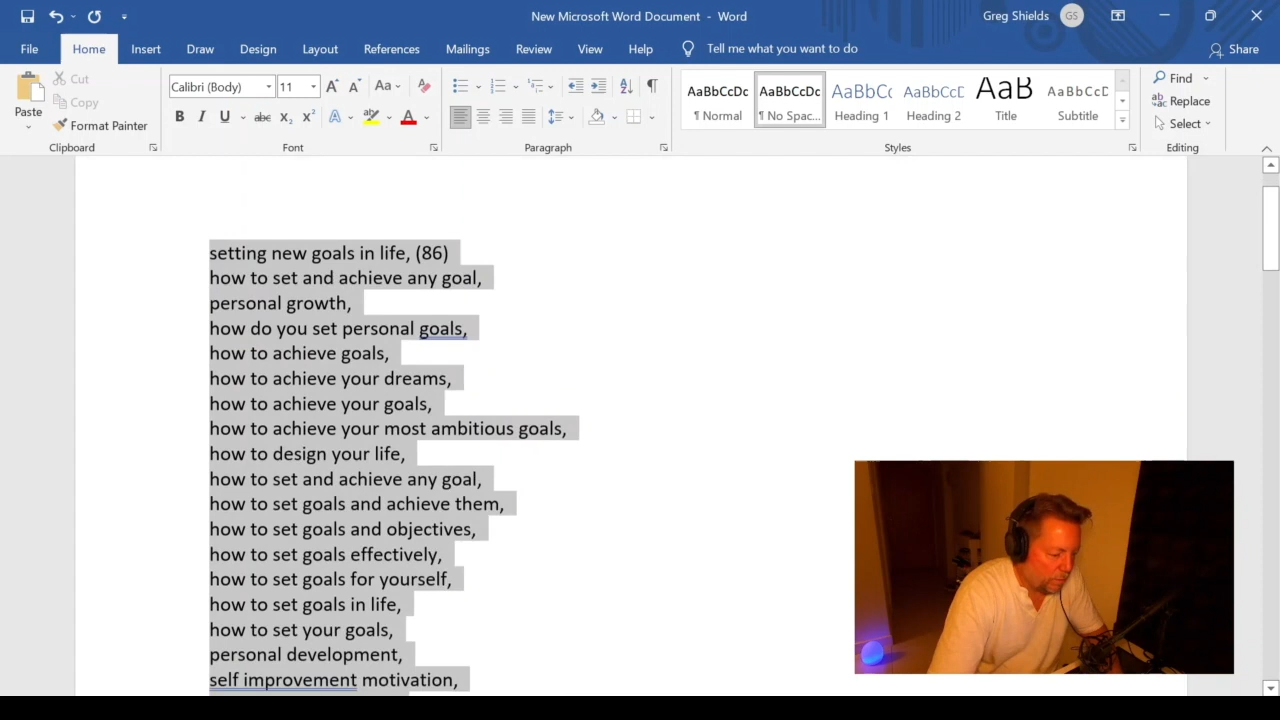 New Microsoft Word Document - Word
Greg Shields
GS
File
Home
Insert
Draw
Design
Layout
References
Mailings
Review
View
Help
Tell me what you want to do
Share
Paste
Cut
Copy
Format Painter
Clipboard
Calibri (Body)
11
Aa
B I U abc X₂ X²
Font
Paragraph
AaBbCcDc
¶ Normal
AaBbCcDc
¶ No Spac...
AaBbCc
Heading 1
AaBbCcD
Heading 2
AaB
Title
AaBbCcD
Subtitle
Styles
Find
Replace
Select
Editing
setting new goals in life, (86)
how to set and achieve any goal,
personal growth,
how do you set personal goals,
how to achieve goals,
how to achieve your dreams,
how to achieve your goals,
how to achieve your most ambitious goals,
how to design your life,
how to set and achieve any goal,
how to set goals and achieve them,
how to set goals and objectives,
how to set goals effectively,
how to set goals for yourself,
how to set goals in life,
how to set your goals,
personal development,
self improvement motivation,